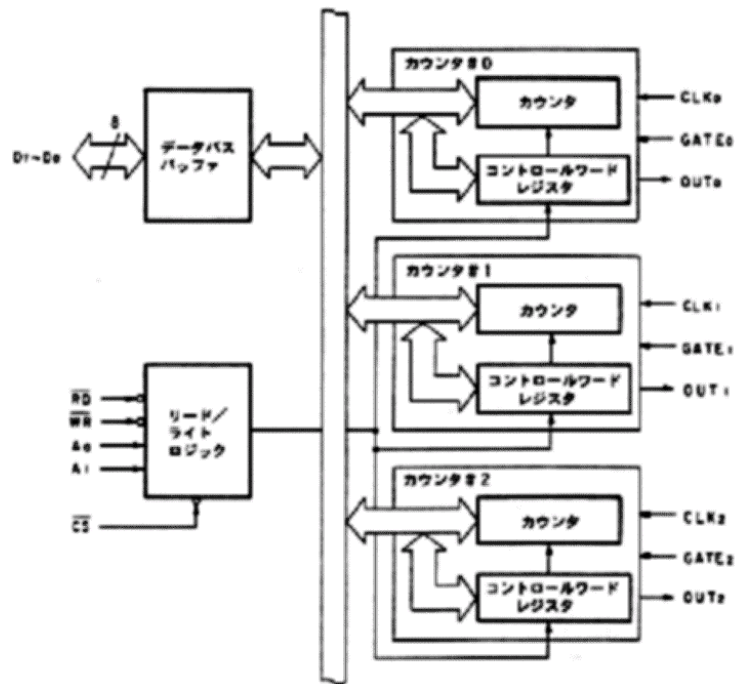 カウンタ#0
カウンタ
CLK₀
GATE₀
コントロールワード
レジスタ
OUT₀
8
D₇~D₀
データバス
バッファ
カウンタ#1
カウンタ
CLK₁
GATE₁
コントロールワード
レジスタ
OUT₁
R̅D̅
W̅R̅
A₀
A₁
C̅S̅
リード/
ライト
ロジック
カウンタ#2
カウンタ
CLK₂
GATE₂
コントロールワード
レジスタ
OUT₂